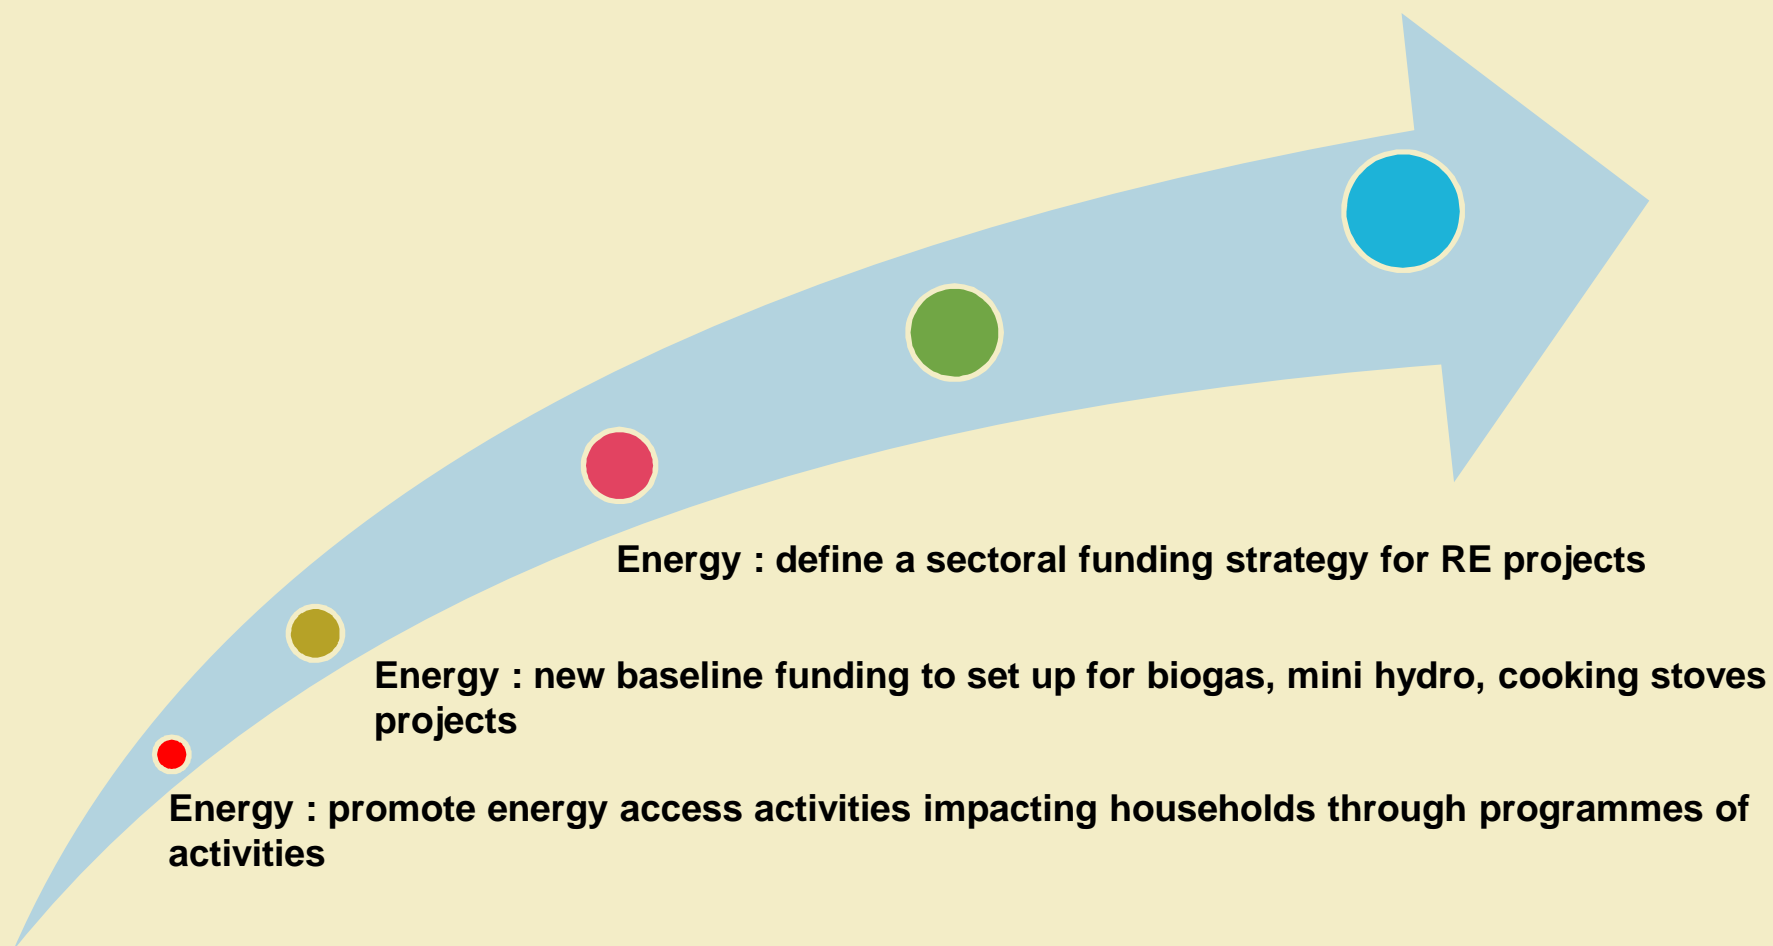 Energy : define a sectoral funding strategy for RE projects
Energy : new baseline funding to set up for biogas, mini hydro, cooking stoves
projects
Energy : promote energy access activities impacting households through programmes of
activities